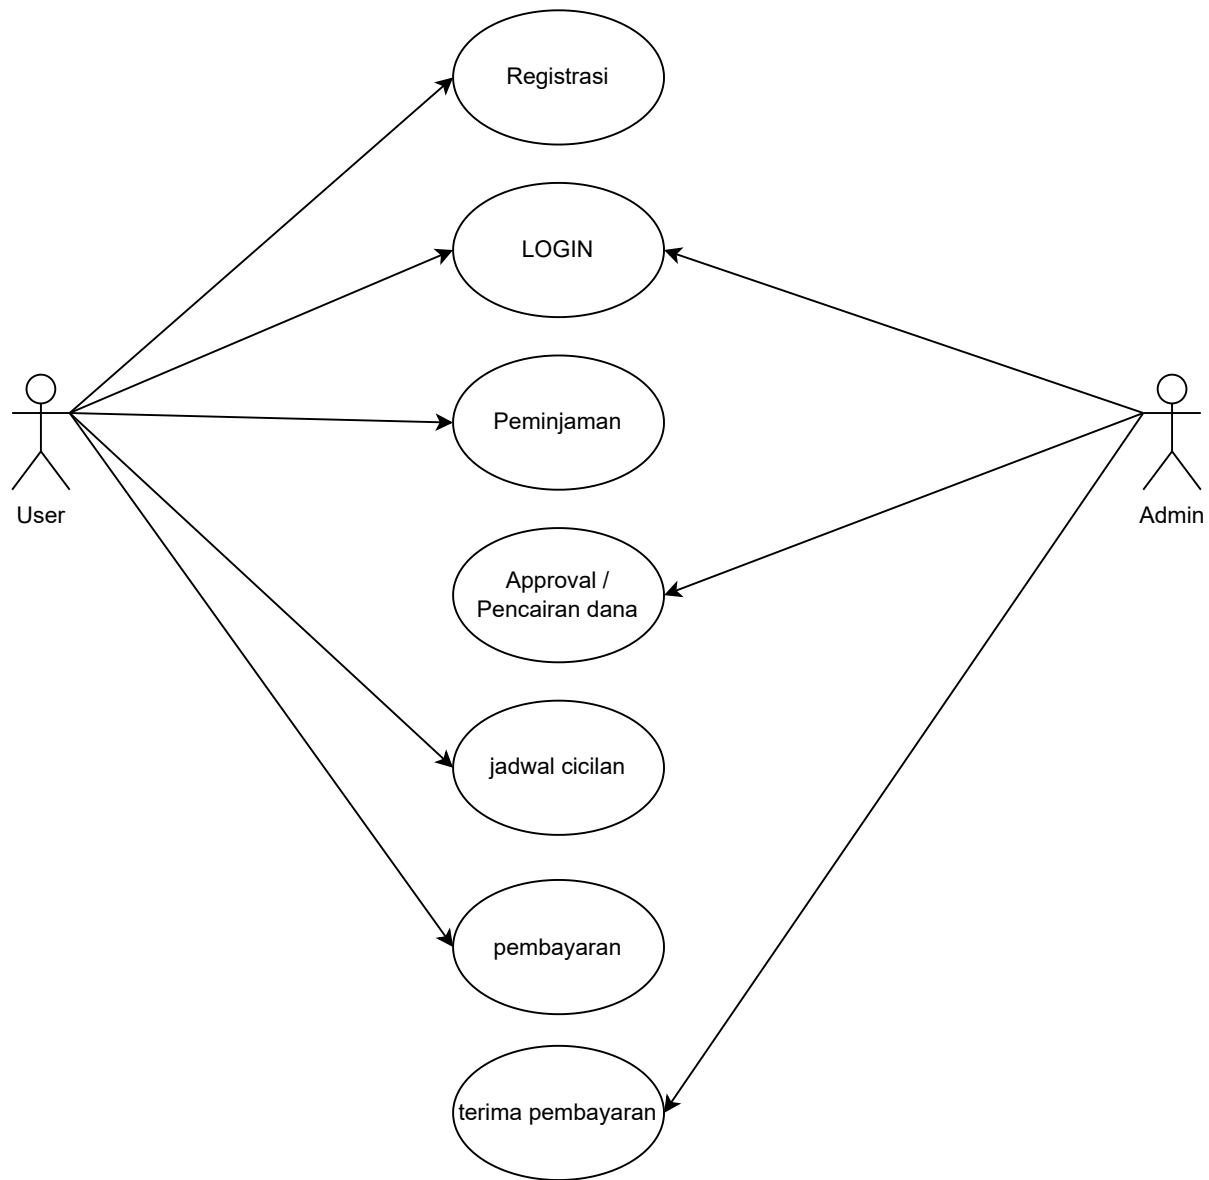 Registrasi
LOGIN
Peminjaman
User
Admin
Approval /
Pencairan dana
jadwal cicilan
pembayaran
terima pembayaran